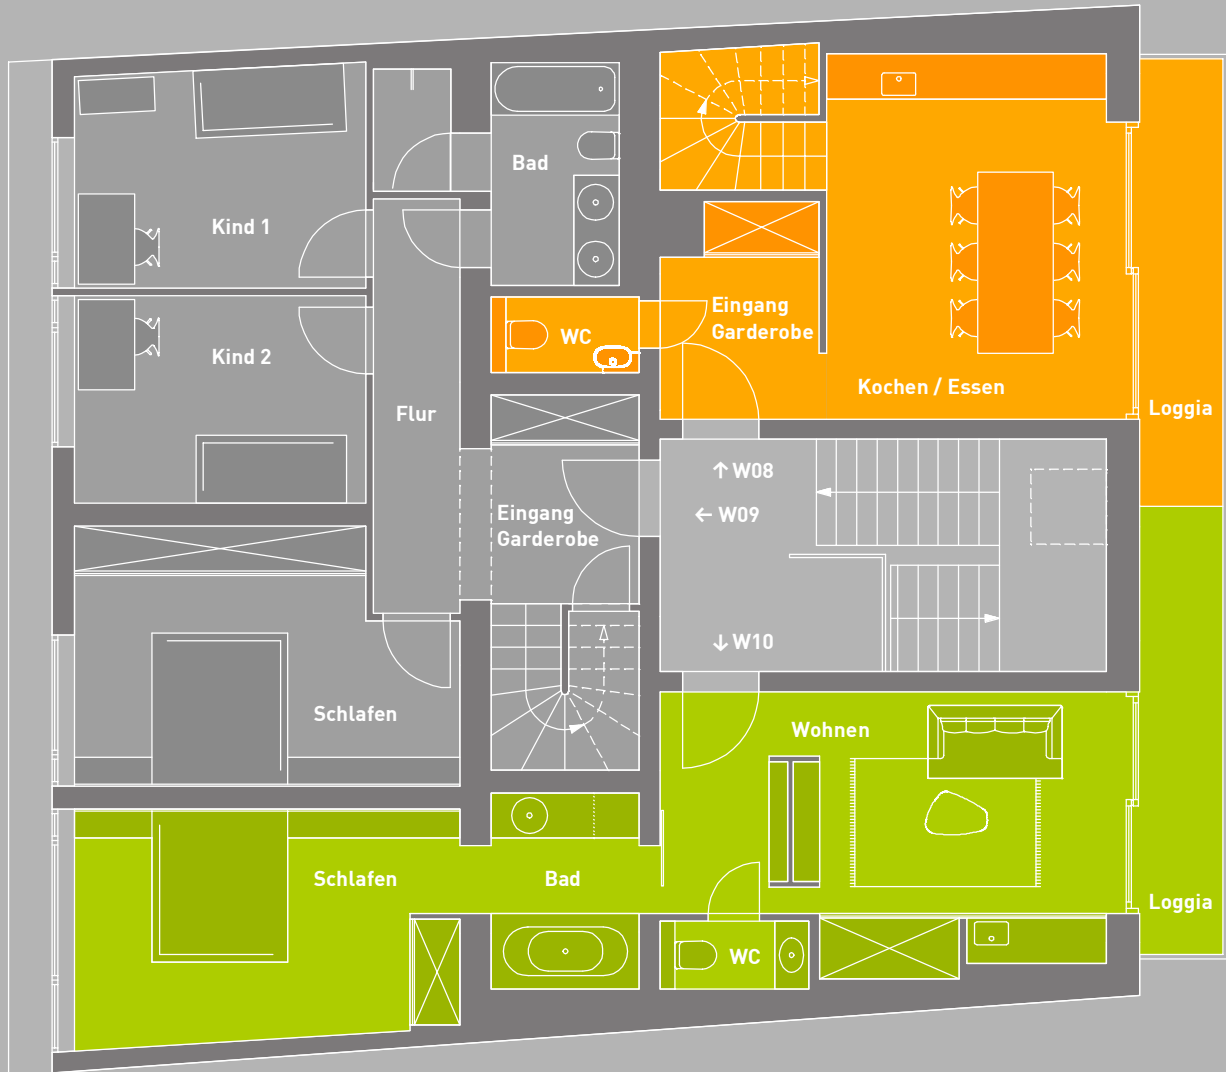 Bad
Kind 1
Eingang
Garderobe
WC
Kind 2
Kochen / Essen
Loggia
Flur
↑ W08
← W09
Eingang
Garderobe
↓ W10
Schlafen
Wohnen
Schlafen
Bad
Loggia
WC